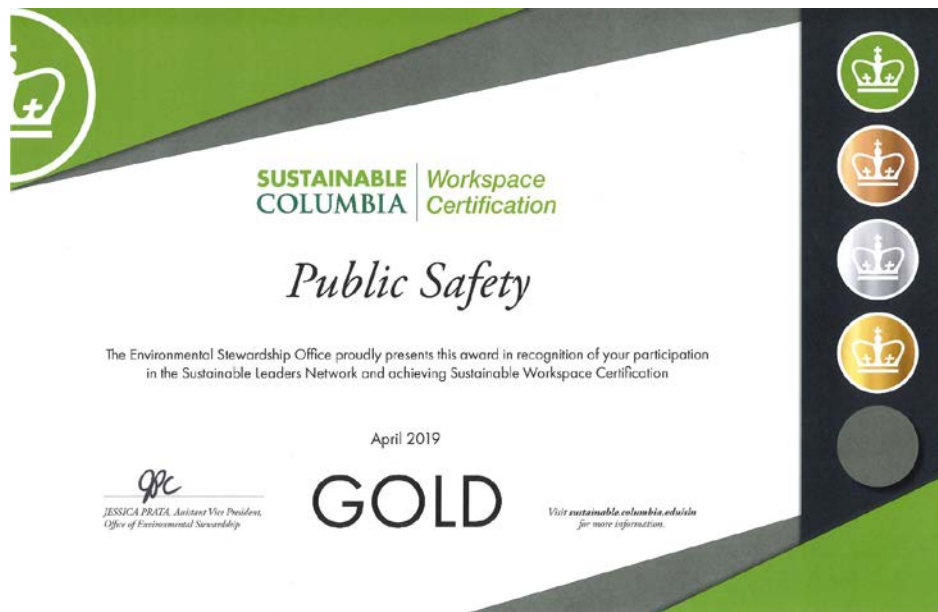 SUSTAINABLE
COLUMBIA
Workspace
Certification
Public Safety
The Environmental Stewardship Office proudly presents this award in recognition of your participation
in the Sustainable Leaders Network and achieving Sustainable Workspace Certification
April 2019
JPC
JESSICA PRATA, Assistant Vice President,
Office of Environmental Stewardship
GOLD
Visit sustainable.columbia.edu/sln
for more information.